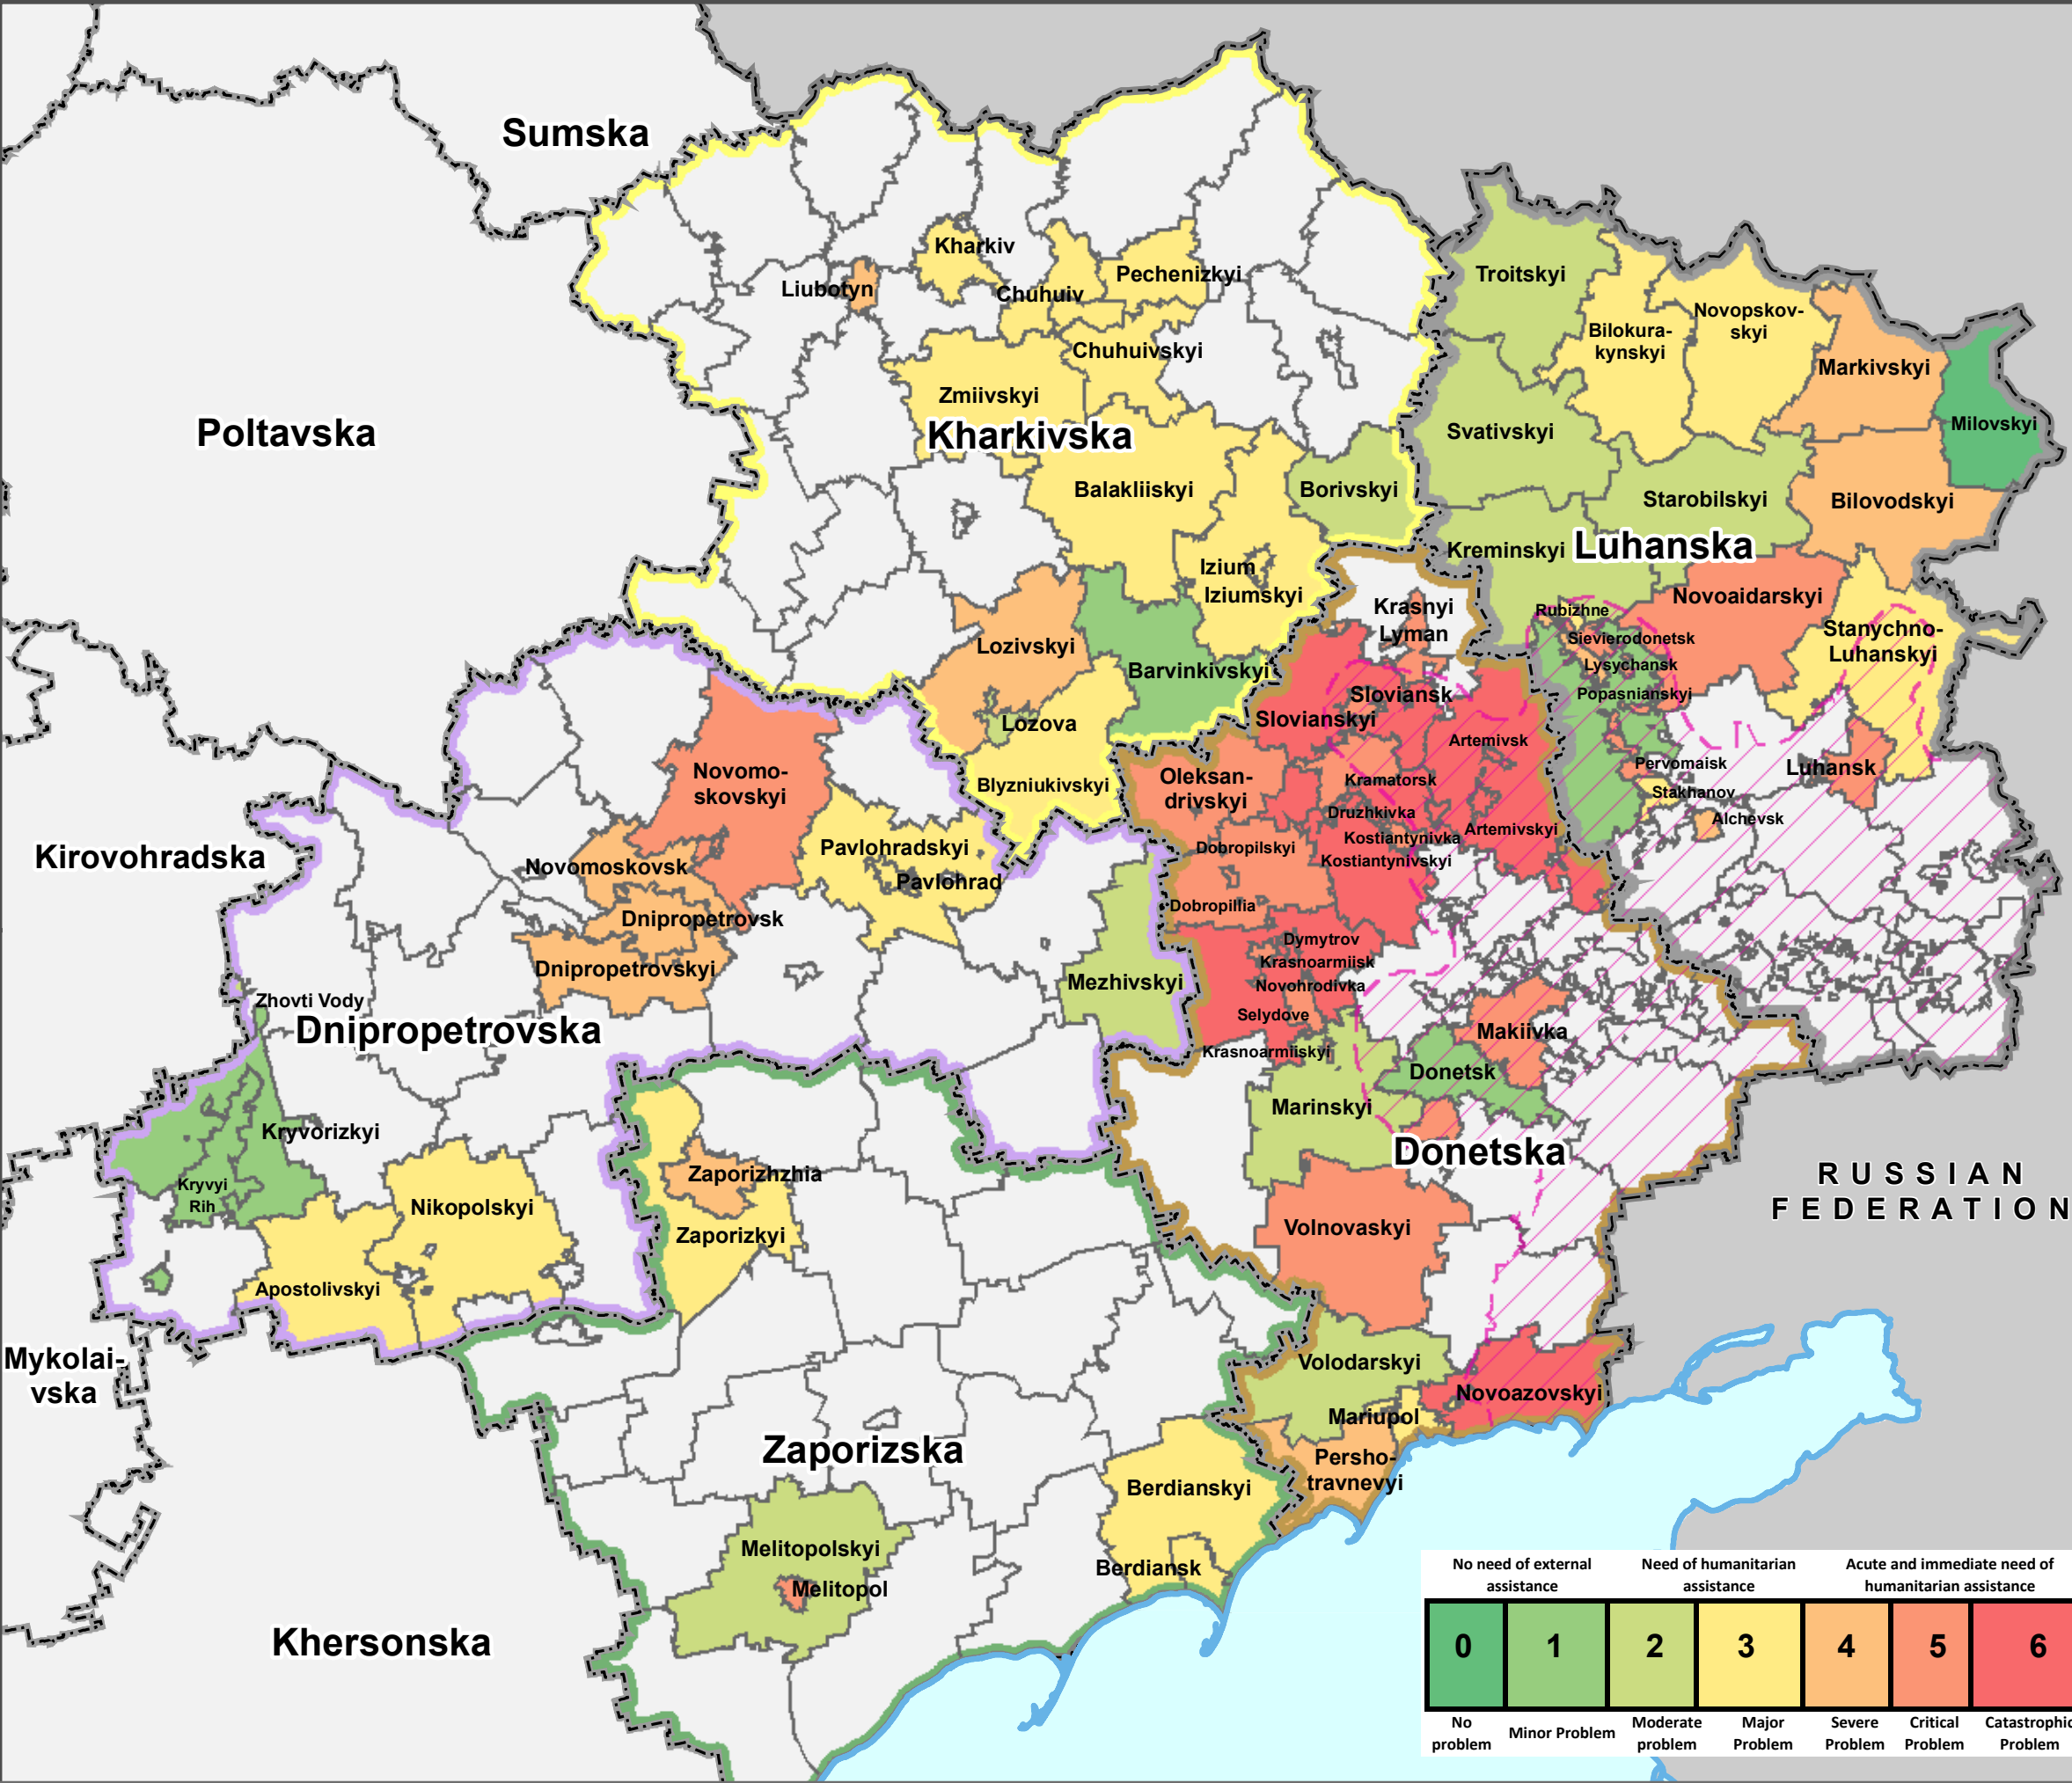 Sumska
Kharkiv
Liubotyn
Chuhuiv
Pechenizkyi
Troitskyi
Bilokura-
kynskyi
Novopskov-
skyi
Markivskyi
Milovskyi
Chuhuivskyi
Zmiivskyi
Poltavska
Kharkivska
Svativskyi
Balakliiskyi
Borivskyi
Starobilskyi
Bilovodskyi
Kreminskyi
Luhanska
Izium
Iziumskyi
Krasnyi
Lyman
Rubizhne
Novoaidarskyi
Sievierodonetsk
Stanychno-
Luhanskyi
Lozivskyi
Barvinkivskyi
Lysychansk
Sloviansk
Popasnianskyj
Slovianskyi
Lozova
Artemivsk
Novomo-
skovskyi
Blyzniukivskyi
Oleksan-
drivskyi
Kramatorsk
Pervomaisk
Luhansk
Stakhanov
Druzhkivka
Alchevsk
Artemivskyi
Kostiantynivka
Kostiantynivskyi
Dobropilskyi
Kirovohradska
Novomoskovsk
Pavlohradskyi
Pavlohrad
Dobropillia
Dnipropetrovsk
Dnipropetrovskyi
Mezhivskyi
Dymytrov
Krasnoarmiisk
Novohrodivka
Selydove
Krasnoarmiiskyi
Zhovti Vody
Dnipropetrovska
Makiivka
Donetsk
Marinskyi
Donetska
Kryvorizkyi
Kryvyi
Rih
Zaporizhzhia
Nikopolskyi
Zaporizkyi
Volnovaskyi
RUSSIAN
FEDERATION
Apostolivskyi
Mykolai-
vska
Volodarskyi
Novoazovskyi
Mariupol
Persho-
travnevyi
Zaporizska
Berdianskyi
Berdiansk
Melitopolskyi
Melitopol
Khersonska
No need of external
assistance
Need of humanitarian
assistance
Acute and immediate need of
humanitarian assistance
0 1 2 3 4 5 6
No
problem
Minor Problem
Moderate
problem
Major
Problem
Severe
Problem
Critical
Problem
Catastrophic
Problem